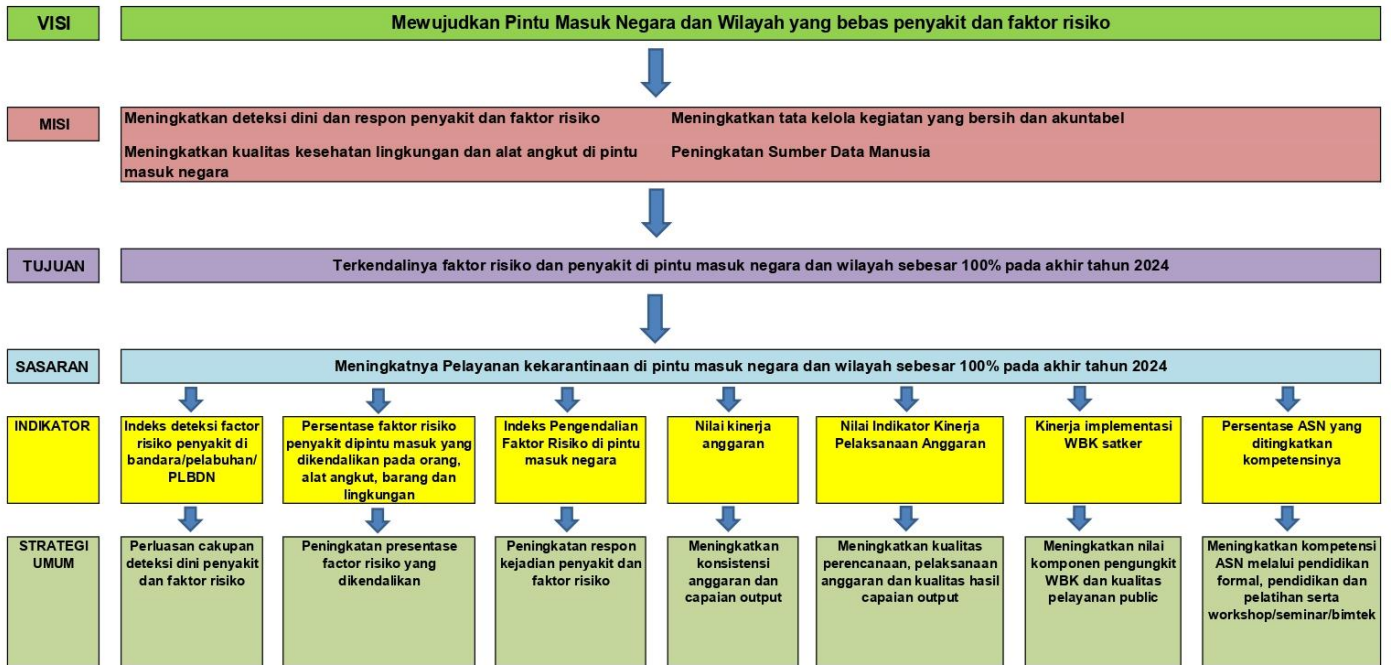 VISI
Mewujudkan Pintu Masuk Negara dan Wilayah yang bebas penyakit dan faktor risiko
MISI
Meningkatkan deteksi dini dan respon penyakit dan faktor risiko
Meningkatkan tata kelola kegiatan yang bersih dan akuntabel
Meningkatkan kualitas kesehatan lingkungan dan alat angkut di pintu
masuk negara
Peningkatan Sumber Data Manusia
TUJUAN
Terkendalinya faktor risiko dan penyakit di pintu masuk negara dan wilayah sebesar 100% pada akhir tahun 2024
SASARAN
Meningkatnya Pelayanan kekarantinaan di pintu masuk negara dan wilayah sebesar 100% pada akhir tahun 2024
INDIKATOR
Indeks deteksi factor
risiko penyakit di
bandara/pelabuhan/
PLBDN
Persentase faktor risiko
penyakit dipintu masuk yang
dikendalikan pada orang,
alat angkut, barang dan
lingkungan
Indeks Pengendalian
Faktor Risiko di pintu
masuk negara
Nilai kinerja
anggaran
Nilai Indikator Kinerja
Pelaksanaan Anggaran
Kinerja implementasi
WBK satker
Persentase ASN yang
ditingkatkan
kompetensinya
STRATEGI
UMUM
Perluasan cakupan
deteksi dini penyakit
dan faktor risiko
Peningkatan presentase
factor risiko yang
dikendalikan
Peningkatan respon
kejadian penyakit dan
faktor risiko
Meningkatkan
konsistensi
anggaran dan
capaian output
Meningkatkan kualitas
perencanaan, pelaksanaan
anggaran dan kualitas hasil
capaian output
Meningkatkan nilai
komponen pengungkit
WBK dan kualitas
pelayanan public
Meningkatkan kompetensi
ASN melalui pendidikan
formal, pendidikan dan
pelatihan serta
workshop/seminar/bimtek